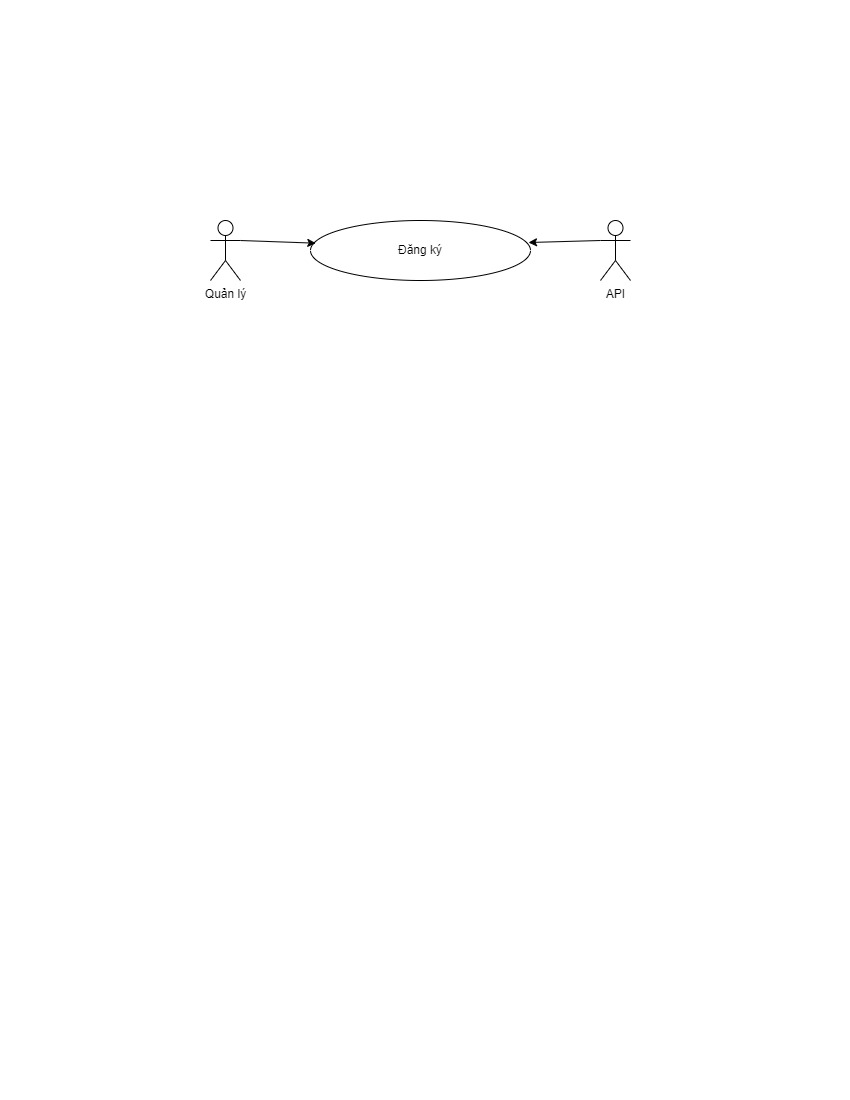 Đăng ký
Quản lý
API